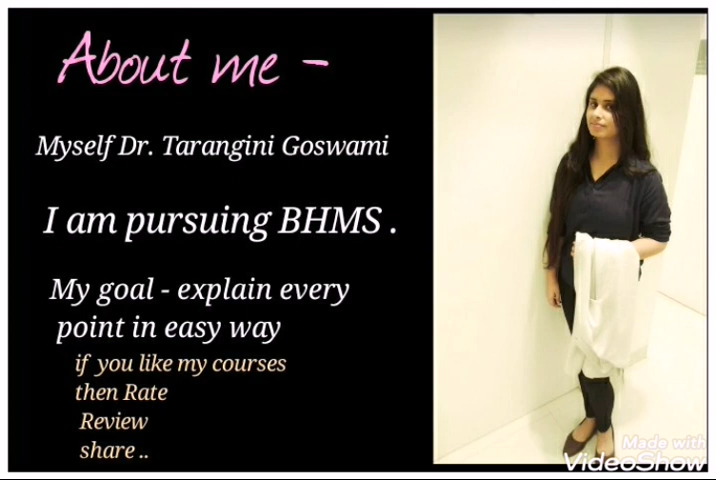 About me -
Myself Dr. Tarangini Goswami
I am pursuing BHMS .
My goal - explain every
point in easy way
if you like my courses
then Rate
Review
share ..
Made with
VideoShow